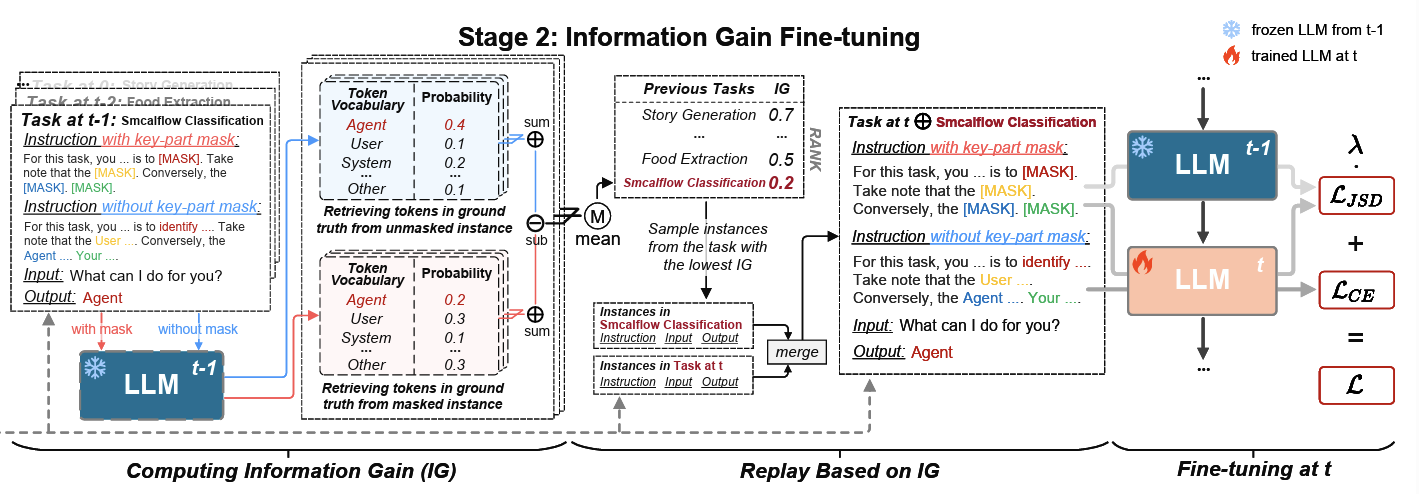 Stage 2: Information Gain Fine-tuning
frozen LLM from t-1
trained LLM at t
...
Task at 0: Story Generation
Task at t-2: Food Extraction
Task at t-1: Smcalflow Classification
Instruction with key-part mask:
For this task, you ... is to [MASK]. Take
note that the [MASK]. Conversely, the
[MASK]. [MASK].
Instruction without key-part mask:
For this task, you ... is to identify .... Take
note that the User .... Conversely, the
Agent .... Your ....
Input: What can I do for you?
Output: Agent
with mask
without mask
LLM t-1
Token Vocabulary Probability
Agent 0.4
User 0.1
System 0.2
...
Other 0.1
Retrieving tokens in ground
truth from unmasked instance
Token Vocabulary Probability
Agent 0.2
User 0.3
System 0.1
...
Other 0.3
Retrieving tokens in ground
truth from masked instance
sum
sub
sum
M
mean
Previous Tasks IG
Story Generation 0.7
... ...
Food Extraction 0.5
Smcalflow Classification 0.2
RANK
Sample instances
from the task with
the lowest IG
Instances in
Smcalflow Classification
Instruction Input Output
Instances in Task at t
Instruction Input Output
merge
Task at t ⊕ Smcalflow Classification
Instruction with key-part mask:
For this task, you ... is to [MASK].
Take note that the [MASK].
Conversely, the [MASK]. [MASK].
Instruction without key-part mask:
For this task, you ... is to identify ....
Take note that the User ....
Conversely, the Agent .... Your ....
Input: What can I do for you?
Output: Agent
...
LLM t-1
LLM t
...
λ
·
ℒJSD
+
ℒCE
=
ℒ
Computing Information Gain (IG)
Replay Based on IG
Fine-tuning at t